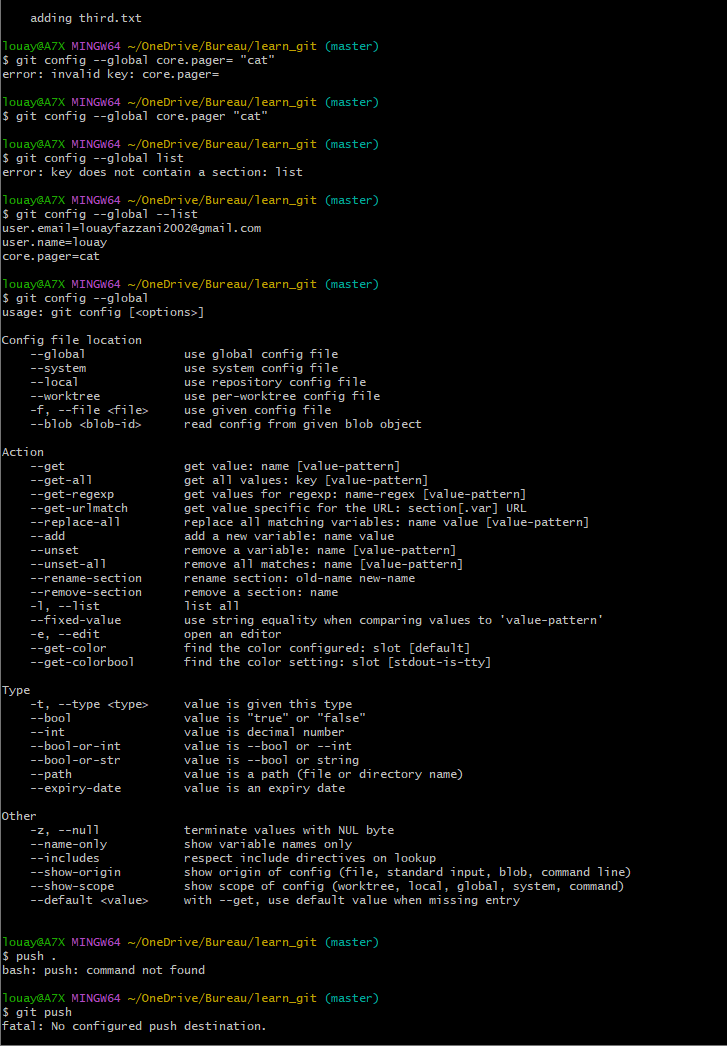 adding third.txt
louay@A7X MINGW64 ~/OneDrive/Bureau/learn_git (master)
$ git config --global core.pager= "cat"
error: invalid key: core.pager=
louay@A7X MINGW64 ~/OneDrive/Bureau/learn_git (master)
$ git config --global core.pager "cat"
louay@A7X MINGW64 ~/OneDrive/Bureau/learn_git (master)
$ git config --global list
error: key does not contain a section: list
louay@A7X MINGW64 ~/OneDrive/Bureau/learn_git (master)
$ git config --global --list
user.email=louayfazzani2002@gmail.com
user.name=louay
core.pager=cat
louay@A7X MINGW64 ~/OneDrive/Bureau/learn_git (master)
$ git config --global
usage: git config [<options>]
Config file location
--global use global config file
--system use system config file
--local use repository config file
--worktree use per-worktree config file
-f, --file <file> use given config file
--blob <blob-id> read config from given blob object
Action
--get get value: name [value-pattern]
--get-all get all values: key [value-pattern]
--get-regexp get values for regexp: name-regex [value-pattern]
--get-urlmatch get value specific for the URL: section[.var] URL
--replace-all replace all matching variables: name value [value-pattern]
--add add a new variable: name value
--unset remove a variable: name [value-pattern]
--unset-all remove all matches: name [value-pattern]
--rename-section rename section: old-name new-name
--remove-section remove a section: name
-l, --list list all
--fixed-value use string equality when comparing values to 'value-pattern'
-e, --edit open an editor
--get-color find the color configured: slot [default]
--get-colorbool find the color setting: slot [stdout-is-tty]
Type
-t, --type <type> value is given this type
--bool value is "true" or "false"
--int value is decimal number
--bool-or-int value is --bool or --int
--bool-or-str value is --bool or string
--path value is a path (file or directory name)
--expiry-date value is an expiry date
Other
-z, --null terminate values with NUL byte
--name-only show variable names only
--includes respect include directives on lookup
--show-origin show origin of config (file, standard input, blob, command line)
--show-scope show scope of config (worktree, local, global, system, command)
--default <value> with --get, use default value when missing entry
louay@A7X MINGW64 ~/OneDrive/Bureau/learn_git (master)
$ push .
bash: push: command not found
louay@A7X MINGW64 ~/OneDrive/Bureau/learn_git (master)
$ git push
fatal: No configured push destination.